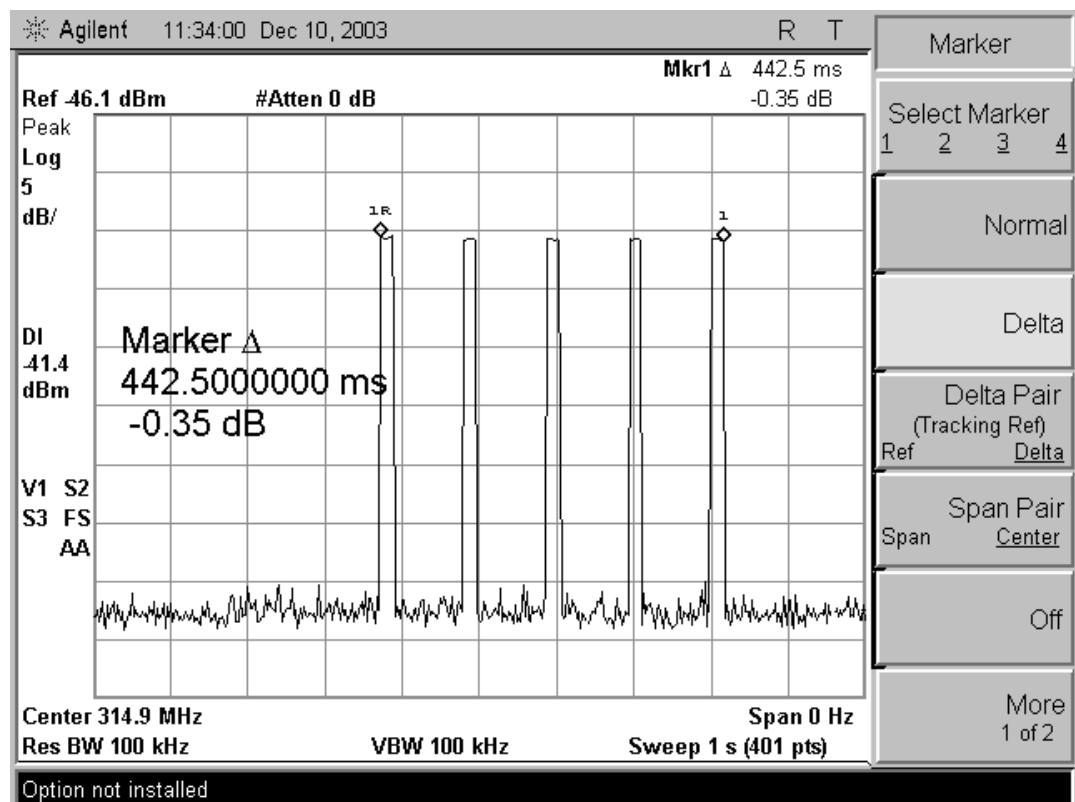 Agilent 11:34:00 Dec 10, 2003 R T
Mkr1 Δ 442.5 ms
Ref -46.1 dBm #Atten 0 dB -0.35 dB
Peak
Log
5
dB/
1R
1
DI
-41.4
dBm
Marker Δ
442.5000000 ms
-0.35 dB
V1 S2
S3 FS
AA
Center 314.9 MHz Span 0 Hz
Res BW 100 kHz VBW 100 kHz Sweep 1 s (401 pts)
Marker
Select Marker
1 2 3 4
Normal
Delta
Delta Pair
(Tracking Ref)
Ref Delta
Span Pair
Span Center
Off
More
1 of 2
Option not installed